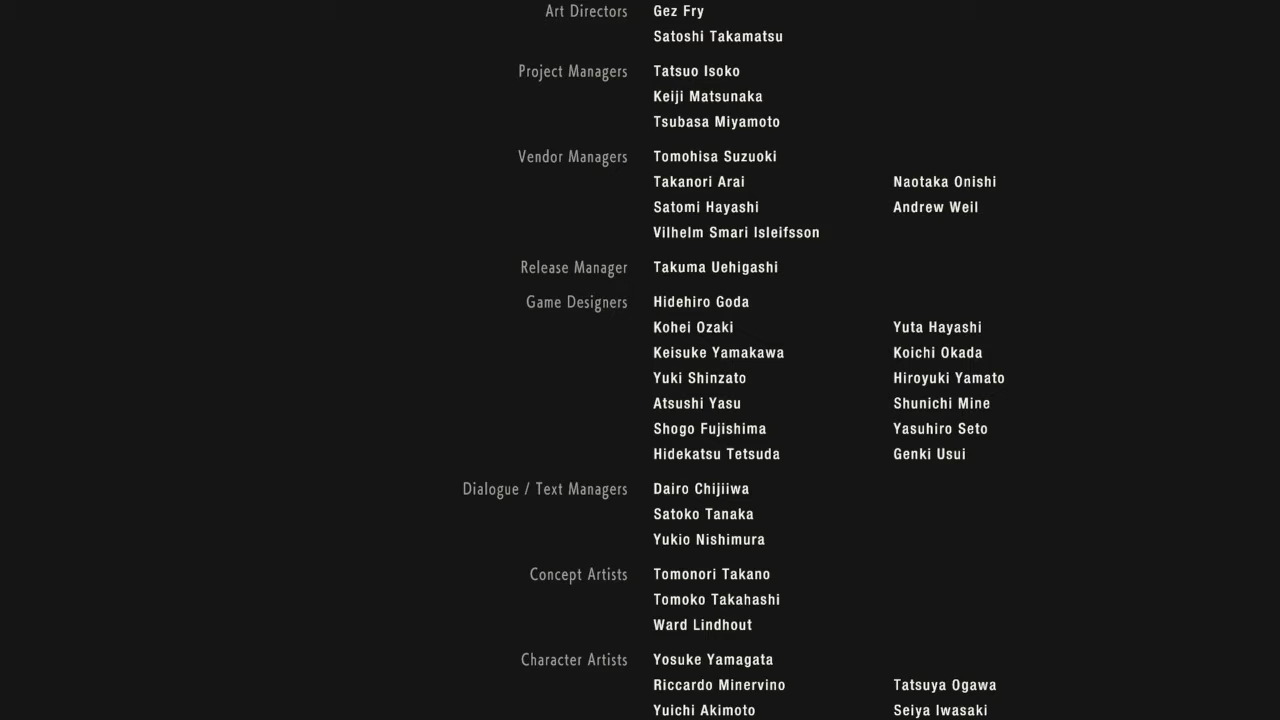 Art Directors Gez Fry
Satoshi Takamatsu
Project Managers Tatsuo Isoko
Keiji Matsunaka
Tsubasa Miyamoto
Vendor Managers Tomohisa Suzuoki
Takanori Arai Naotaka Onishi
Satomi Hayashi Andrew Weil
Vilhelm Smari Isleifsson
Release Manager Takuma Uehigashi
Game Designers Hidehiro Goda
Kohei Ozaki Yuta Hayashi
Keisuke Yamakawa Koichi Okada
Yuki Shinzato Hiroyuki Yamato
Atsushi Yasu Shunichi Mine
Shogo Fujishima Yasuhiro Seto
Hidekatsu Tetsuda Genki Usui
Dialogue / Text Managers Dairo Chijiiwa
Satoko Tanaka
Yukio Nishimura
Concept Artists Tomonori Takano
Tomoko Takahashi
Ward Lindhout
Character Artists Yosuke Yamagata
Riccardo Minervino Tatsuya Ogawa
Yuichi Akimoto Seiya Iwasaki